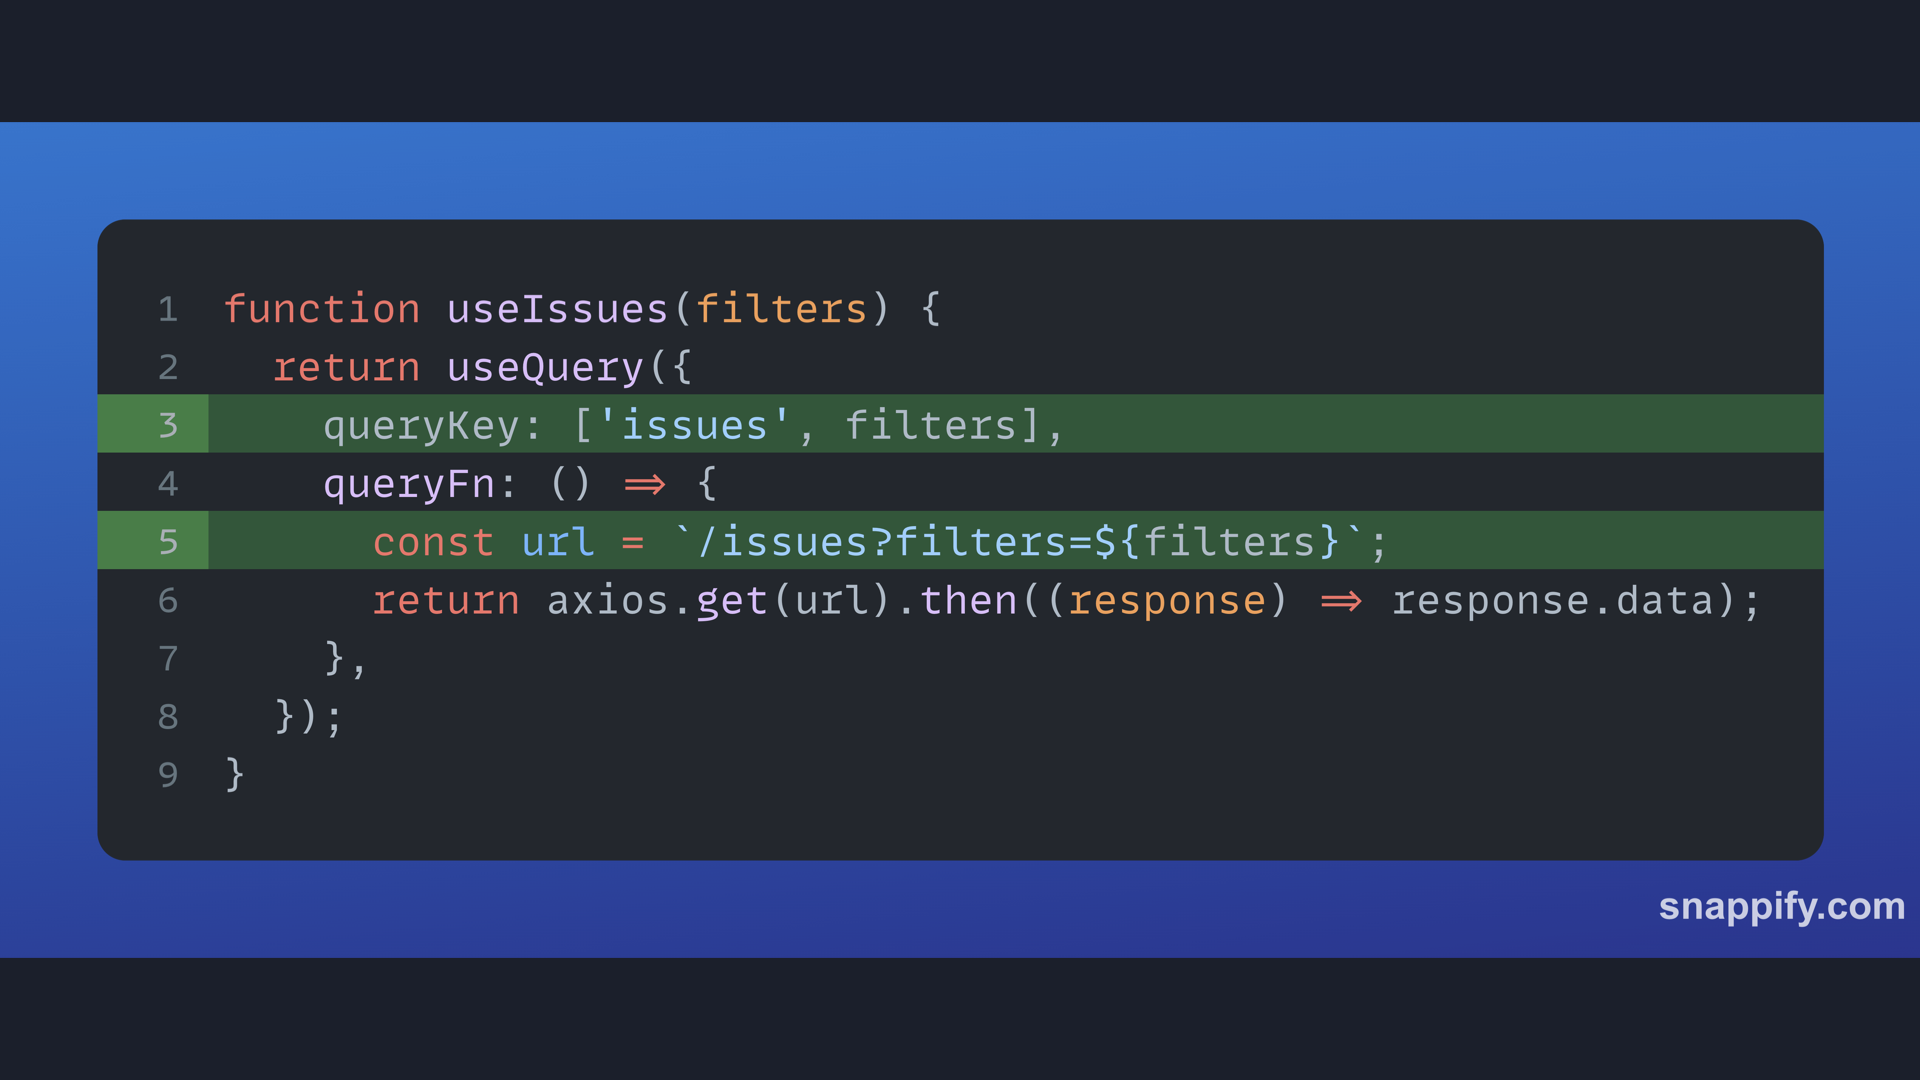 1 function useIssues(filters) {
2   return useQuery({
3     queryKey: ['issues', filters],
4     queryFn: () => {
5       const url = `/issues?filters=${filters}`;
6       return axios.get(url).then((response) => response.data);
7     },
8   });
9 }
snappify.com